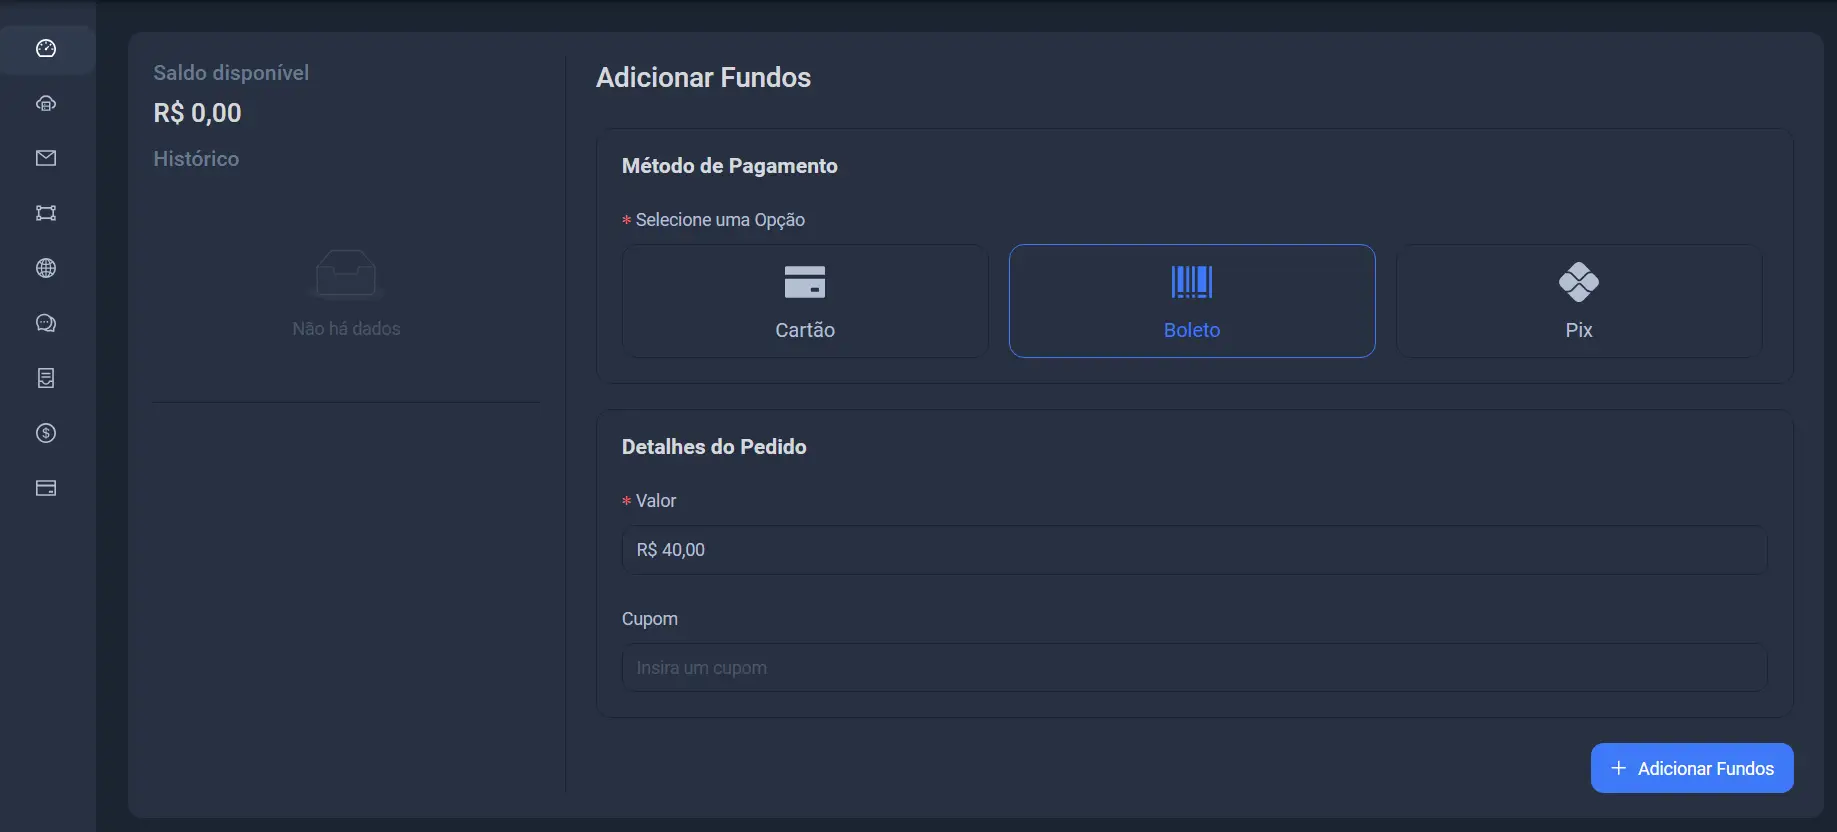 Saldo disponível
R$ 0,00
Histórico
Não há dados
Adicionar Fundos
Método de Pagamento
* Selecione uma Opção
Cartão
Boleto
Pix
Detalhes do Pedido
* Valor
R$ 40,00
Cupom
Insira um cupom
+ Adicionar Fundos